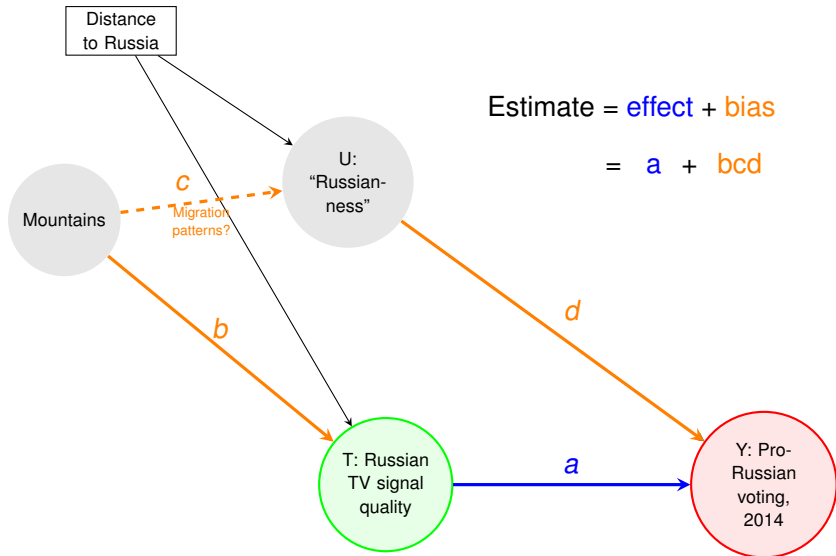 Distance
to Russia
Estimate = effect + bias
= a + bcd
U:
“Russian-
ness”
c
Migration
patterns?
Mountains
b
d
T: Russian
TV signal
quality
a
Y: Pro-
Russian
voting,
2014